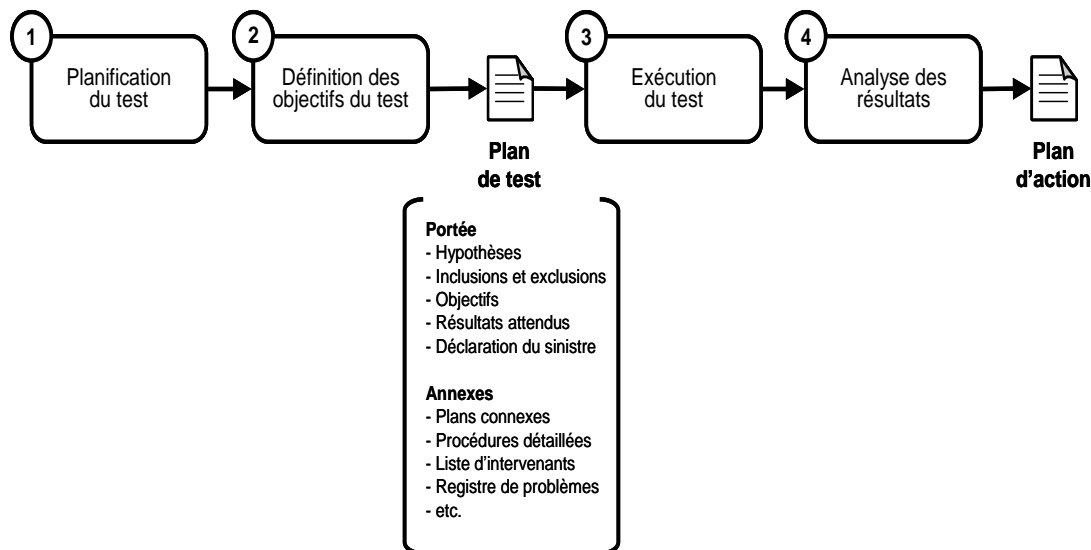 1
Planification
du test
2
Définition des
objectifs du test
Plan
de test
3
Exécution
du test
4
Analyse des
résultats
Plan
d'action
Portée
- Hypothèses
- Inclusions et exclusions
- Objectifs
- Résultats attendus
- Déclaration du sinistre
Annexes
- Plans connexes
- Procédures détaillées
- Liste d'intervenants
- Registre de problèmes
- etc.